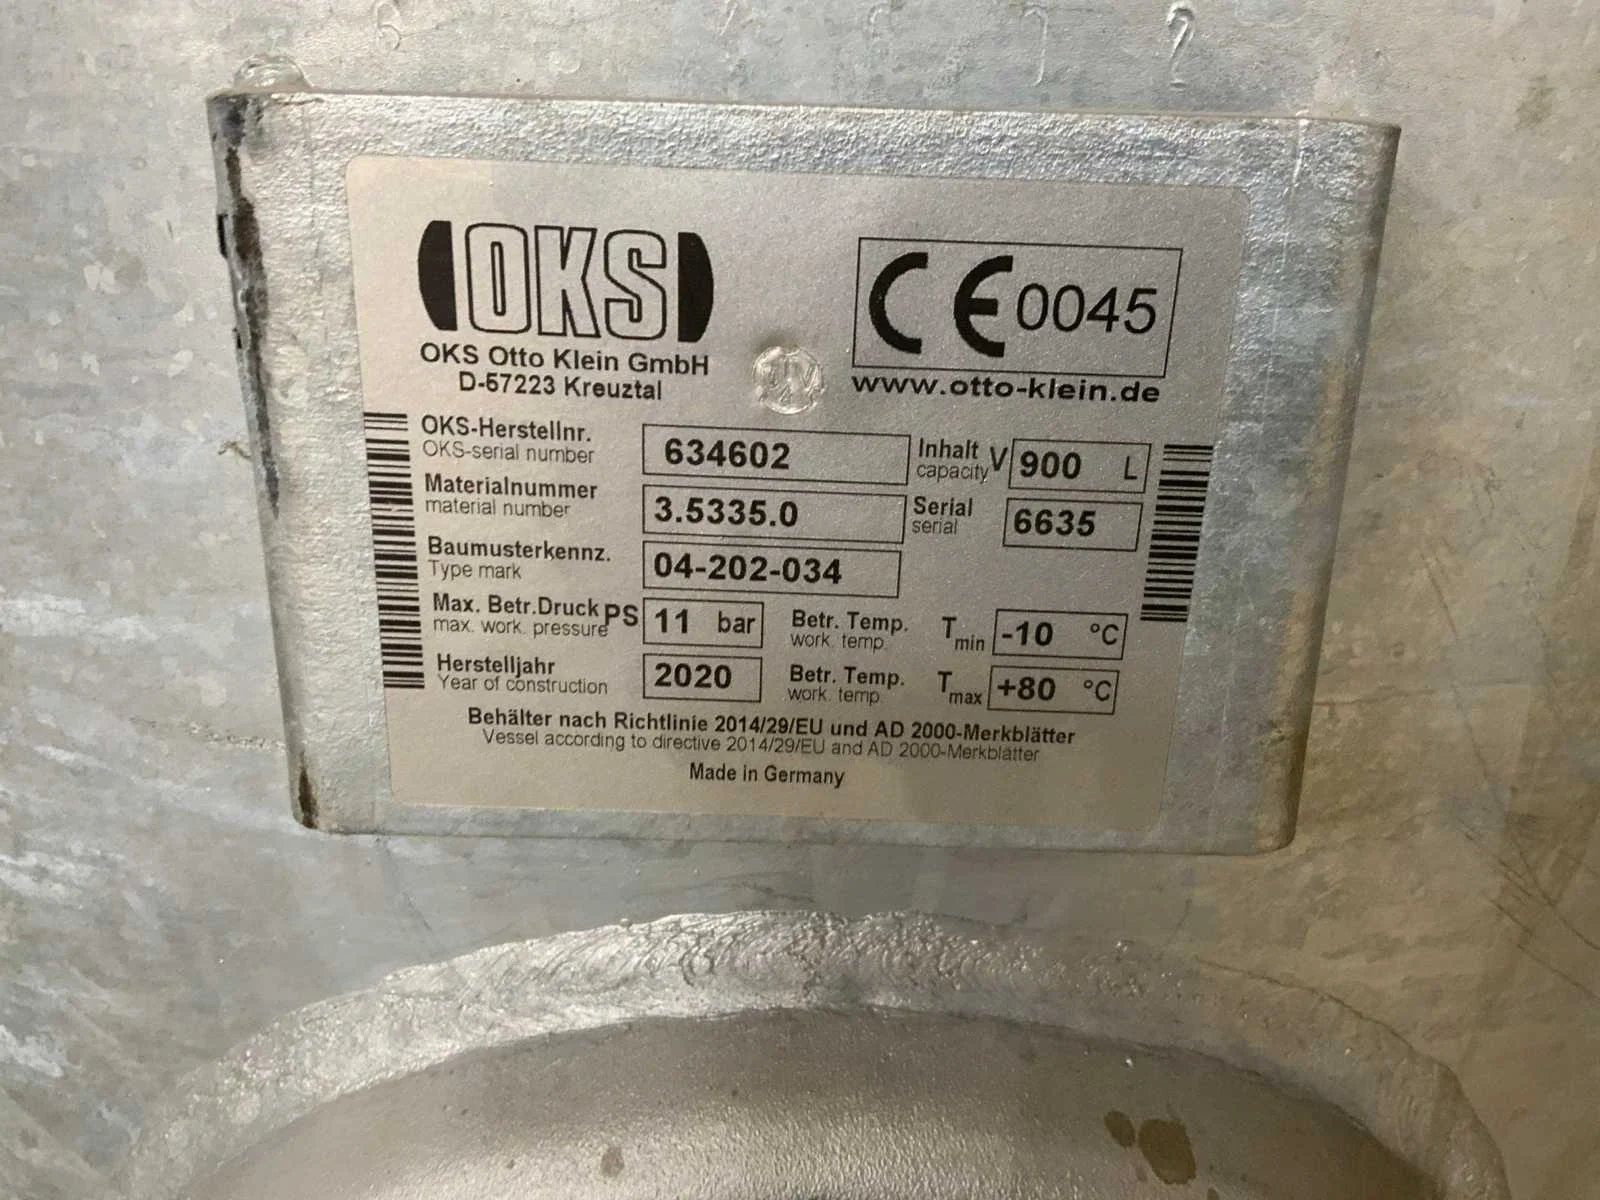 OKS
CE 0045
OKS Otto Klein GmbH
D-57223 Kreuztal
www.otto-klein.de
OKS-Herstellnr.
OKS-serial number
634602
Inhalt
capacity
V
900 L
Materialnummer
material number
3.5335.0
Serial
serial
6635
Baumusterkennz.
Type mark
04-202-034
Max. Betr.Druck
max. work. pressure
PS
11 bar
Betr. Temp.
work. temp.
Tmin
-10 °C
Herstelljahr
Year of construction
2020
Betr. Temp.
work. temp.
Tmax
+80 °C
Behälter nach Richtlinie 2014/29/EU und AD 2000-Merkblätter
Vessel according to directive 2014/29/EU and AD 2000-Merkblätter
Made in Germany